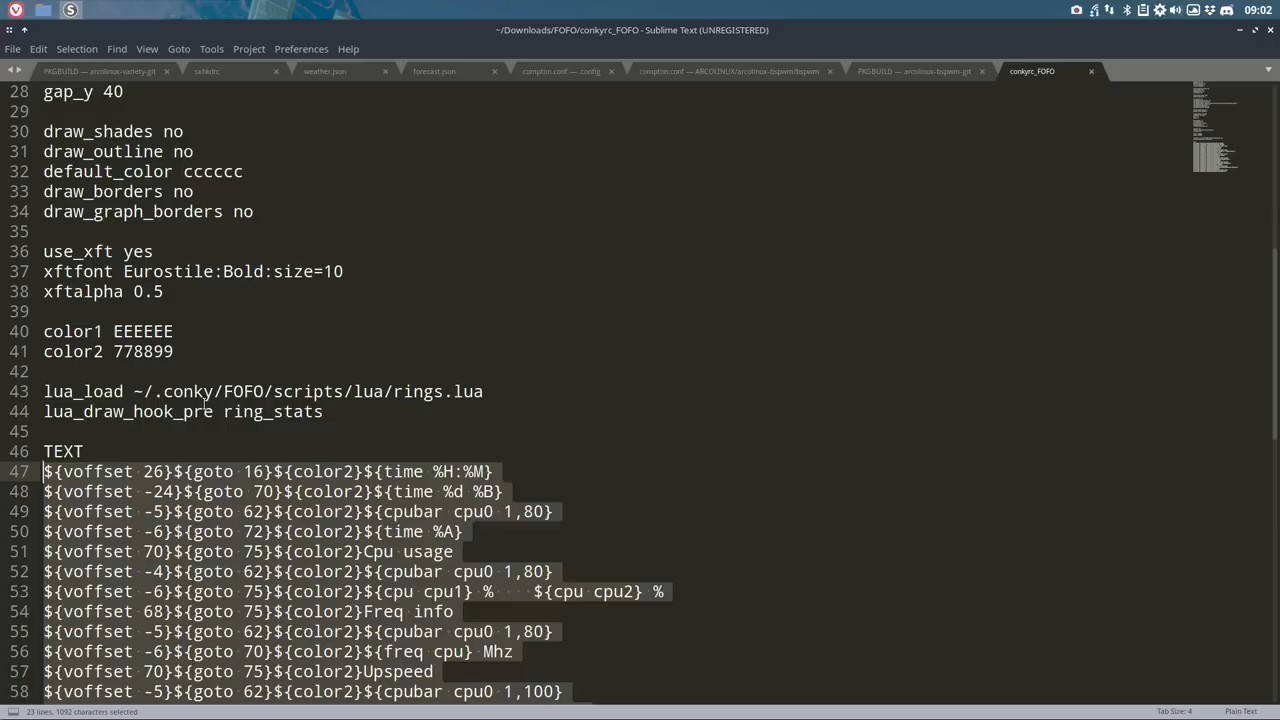 09:02
~/Downloads/FOFO/conkyrc_FOFO - Sublime Text (UNREGISTERED)
File Edit Selection Find View Goto Tools Project Preferences Help
PKGBUILD — arcolinux-variety-git
sxhkdrc
weather.json
forecast.json
compton.conf — .config
compton.conf — ARCOLINUX/arcolinux-bspwm/bspwm
PKGBUILD — arcolinux-bspwm-git
conkyrc_FOFO
28 gap_y 40
29
30 draw_shades no
31 draw_outline no
32 default_color cccccc
33 draw_borders no
34 draw_graph_borders no
35
36 use_xft yes
37 xftfont Eurostile:Bold:size=10
38 xftalpha 0.5
39
40 color1 EEEEEE
41 color2 778899
42
43 lua_load ~/.conky/FOFO/scripts/lua/rings.lua
44 lua_draw_hook_pre ring_stats
45
46 TEXT
47 ${voffset 26}${goto 16}${color2}${time %H:%M}
48 ${voffset -24}${goto 70}${color2}${time %d %B}
49 ${voffset -5}${goto 62}${color2}${cpubar cpu0 1,80}
50 ${voffset -6}${goto 72}${color2}${time %A}
51 ${voffset 70}${goto 75}${color2}Cpu usage
52 ${voffset -4}${goto 62}${color2}${cpubar cpu0 1,80}
53 ${voffset -6}${goto 75}${color2}${cpu cpu1} %    ${cpu cpu2} %
54 ${voffset 68}${goto 75}${color2}Freq info
55 ${voffset -5}${goto 62}${color2}${cpubar cpu0 1,80}
56 ${voffset -6}${goto 70}${color2}${freq cpu} Mhz
57 ${voffset 70}${goto 75}${color2}Upspeed
58 ${voffset -5}${goto 62}${color2}${cpubar cpu0 1,100}
23 lines, 1092 characters selected
Tab Size: 4
Plain Text